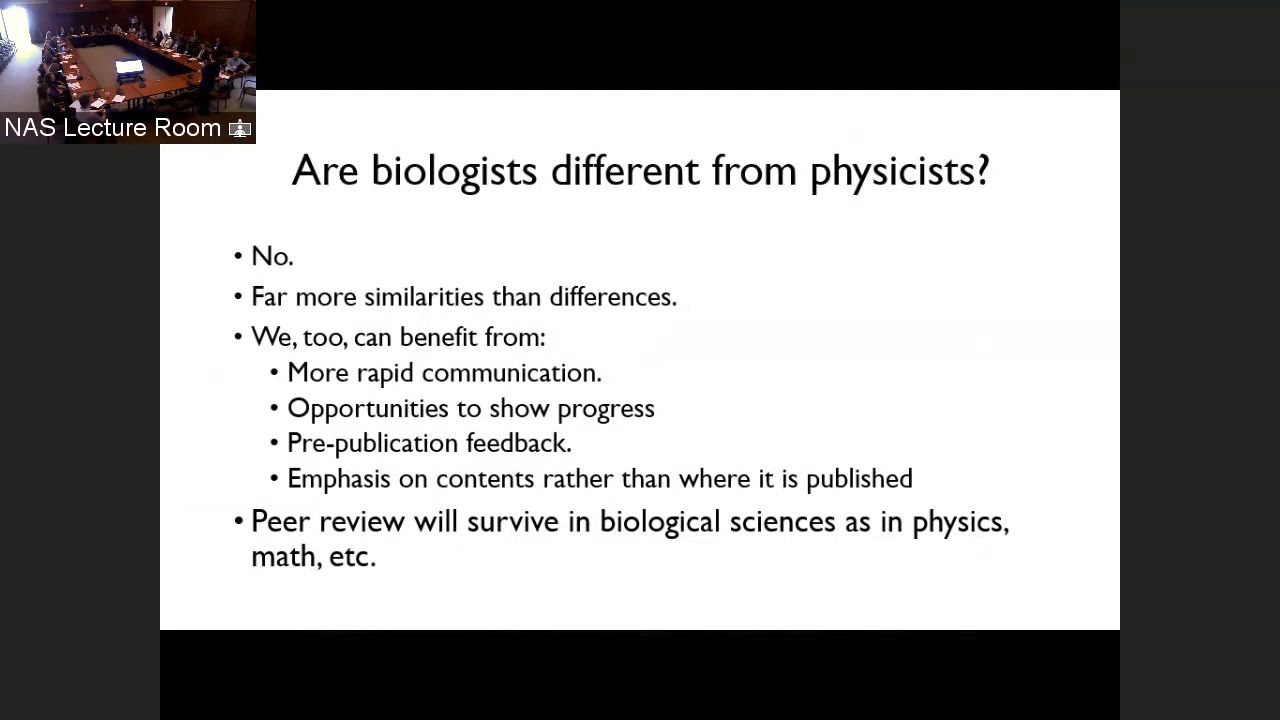 NAS Lecture Room
Are biologists different from physicists?
• No.
• Far more similarities than differences.
• We, too, can benefit from:
• More rapid communication.
• Opportunities to show progress
• Pre-publication feedback.
• Emphasis on contents rather than where it is published
• Peer review will survive in biological sciences as in physics,
math, etc.